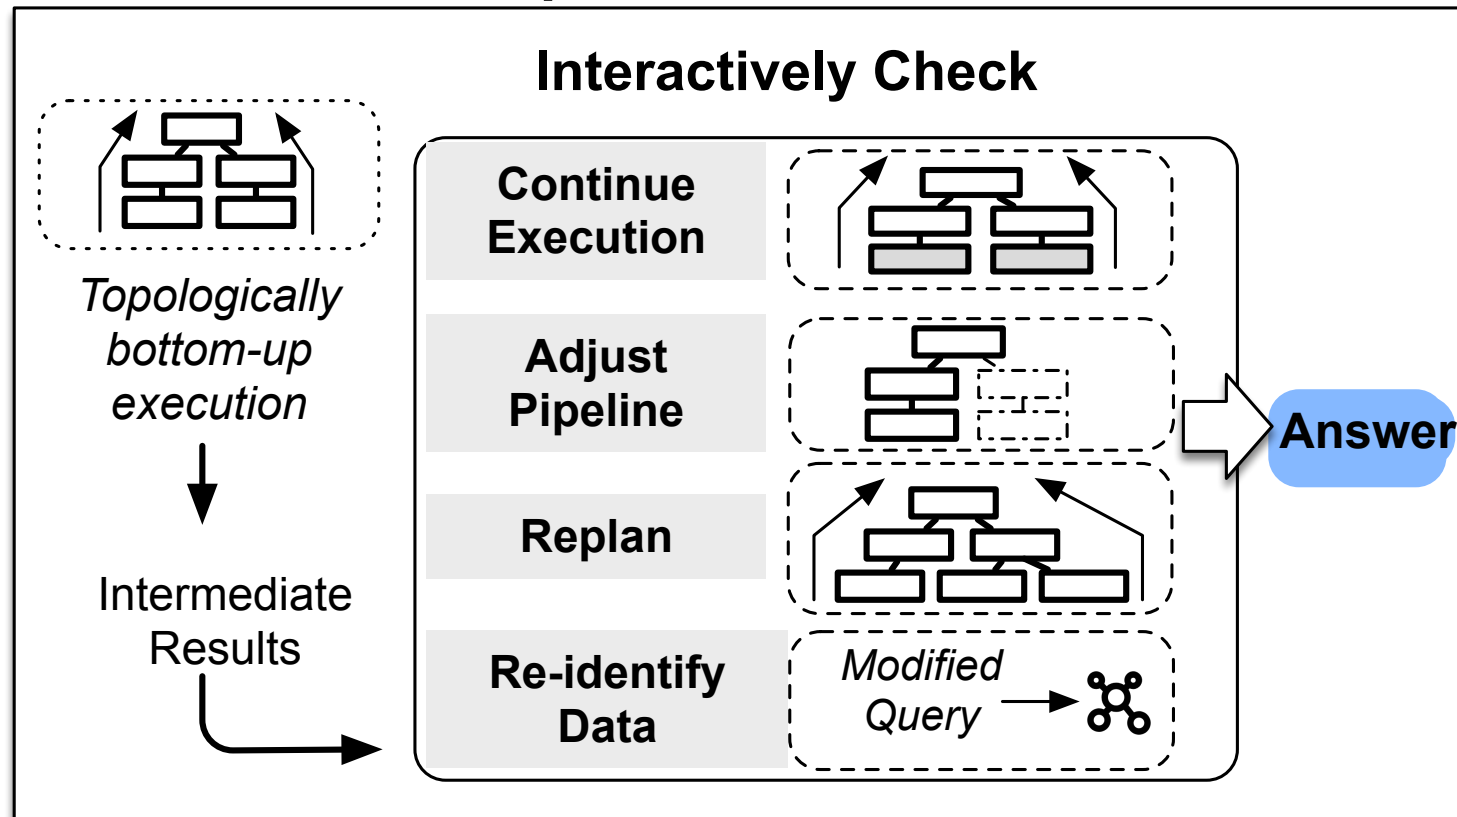 Interactively Check
Topologically
bottom-up
execution
Intermediate
Results
Continue
Execution
Adjust
Pipeline
Replan
Re-identify
Data
Modified
Query
Answer